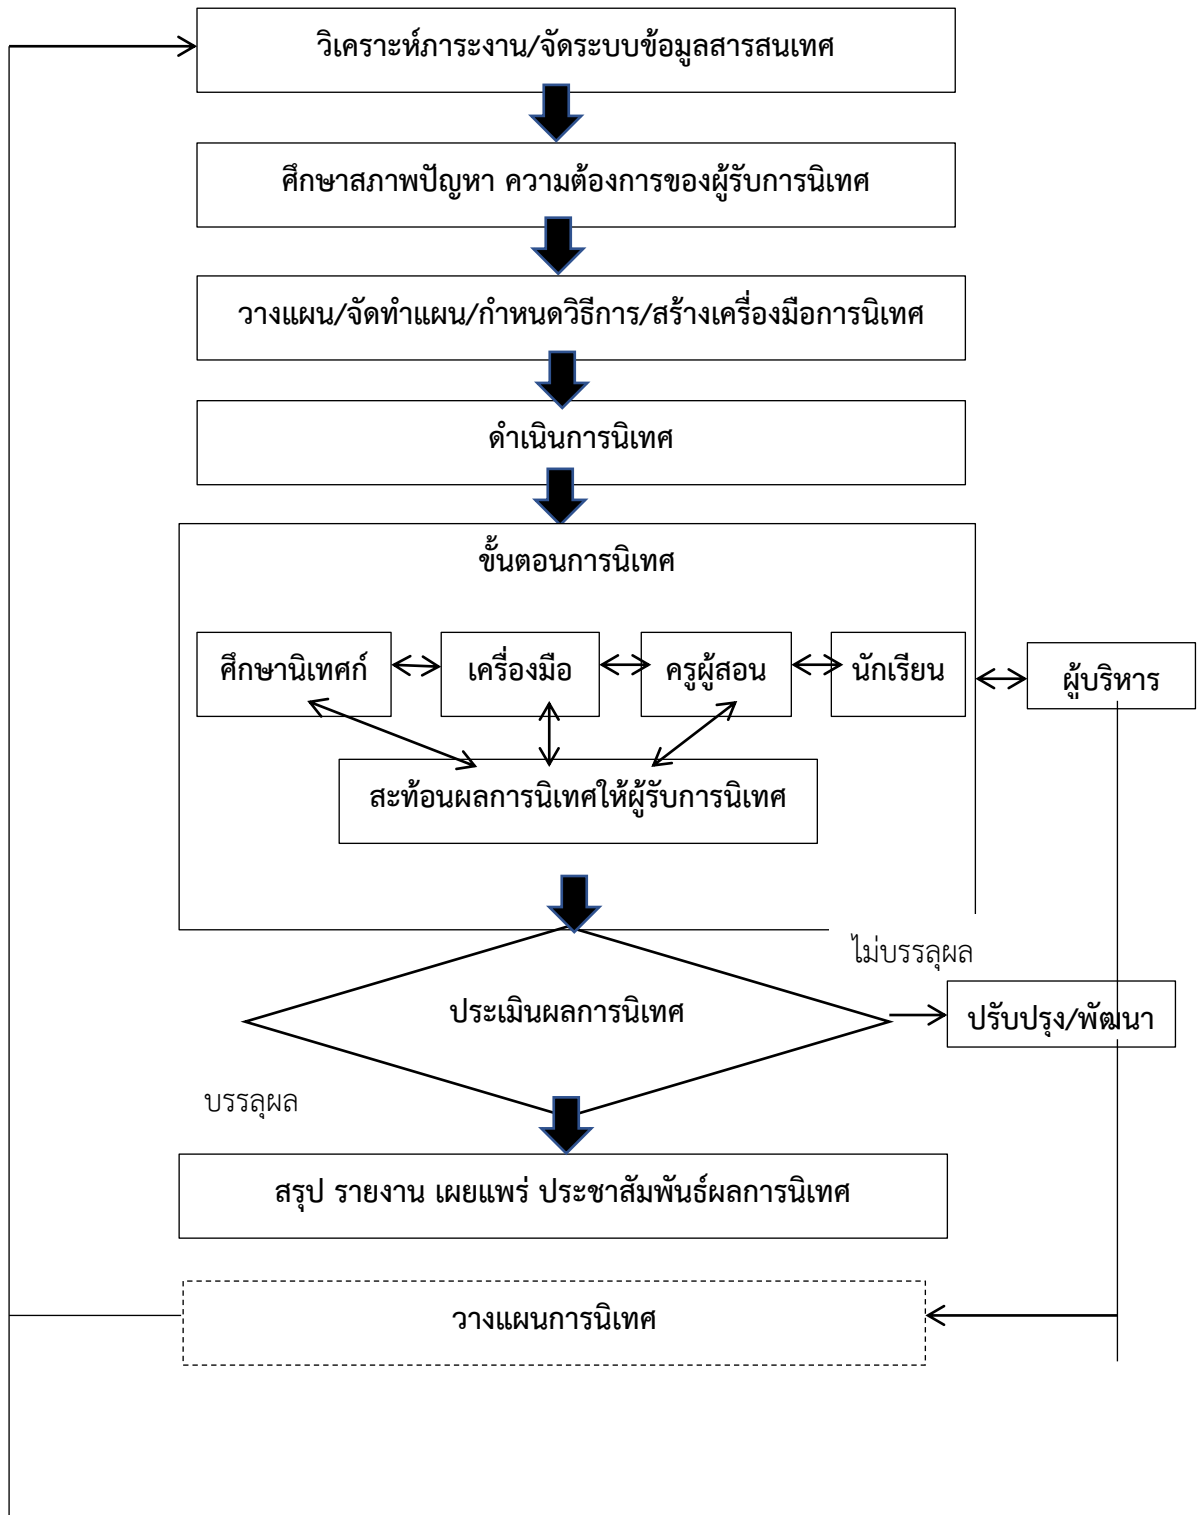 วิเคราะห์ภาระงาน/จัดระบบข้อมูลสารสนเทศ
ศึกษาสภาพปัญหา ความต้องการของผู้รับการนิเทศ
วางแผน/จัดทำแผน/กำหนดวิธีการ/สร้างเครื่องมือการนิเทศ
ดำเนินการนิเทศ
ขั้นตอนการนิเทศ
ศึกษานิเทศก์
เครื่องมือ
ครูผู้สอน
นักเรียน
ผู้บริหาร
สะท้อนผลการนิเทศให้ผู้รับการนิเทศ
ไม่บรรลุผล
ประเมินผลการนิเทศ
ปรับปรุง/พัฒนา
บรรลุผล
สรุป รายงาน เผยแพร่ ประชาสัมพันธ์ผลการนิเทศ
วางแผนการนิเทศ